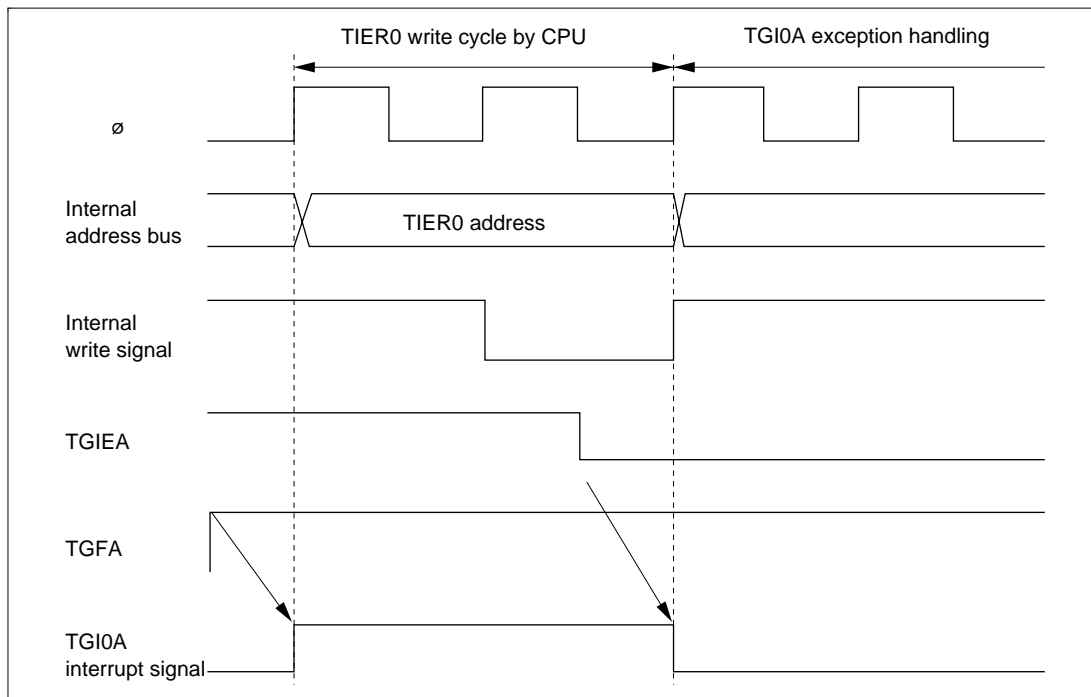 TIER0 write cycle by CPU
TGI0A exception handling
ø
Internal
address bus
TIER0 address
Internal
write signal
TGIEA
TGFA
TGI0A
interrupt signal